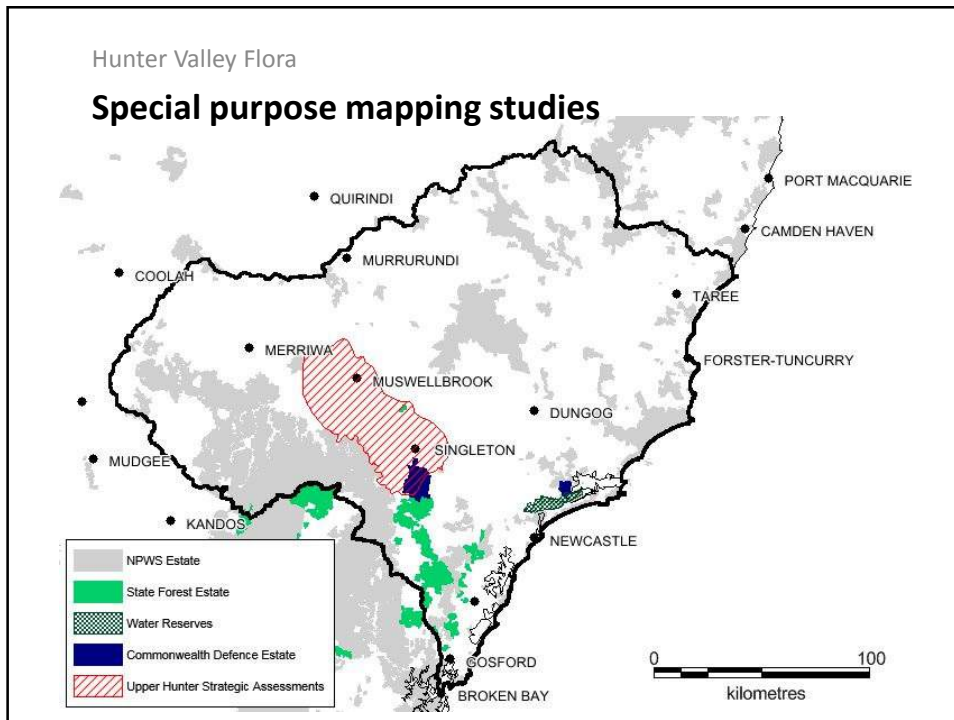 Hunter Valley Flora
Special purpose mapping studies
PORT MACQUARIE
QUIRINDI
CAMDEN HAVEN
MURRURUNDI
COOLAH
TAREE
MERRIWA
FORSTER-TUNCURRY
MUSWELLBROOK
DUNGOG
SINGLETON
MUDGEE
KANDOS
NEWCASTLE
NPWS Estate
State Forest Estate
Water Reserves
Commonwealth Defence Estate
Upper Hunter Strategic Assessments
GOSFORD
BROKEN BAY
0 100
kilometres